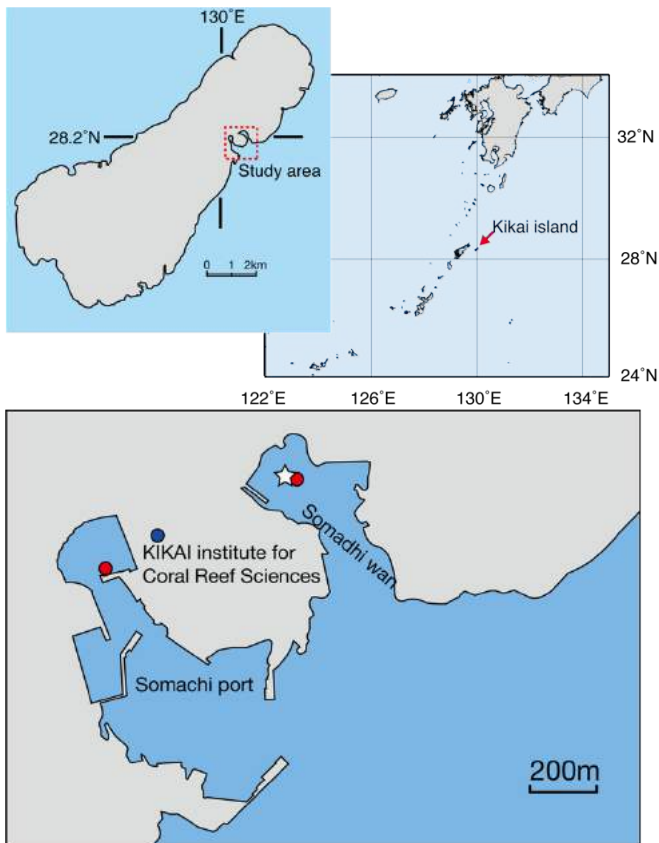 130˚E
28.2˚N
Study area
0 1 2km
32˚N
Kikai island
28˚N
24˚N
122˚E 126˚E 130˚E 134˚E
Somadhi wan
KIKAI institute for
Coral Reef Sciences
Somachi port
200m